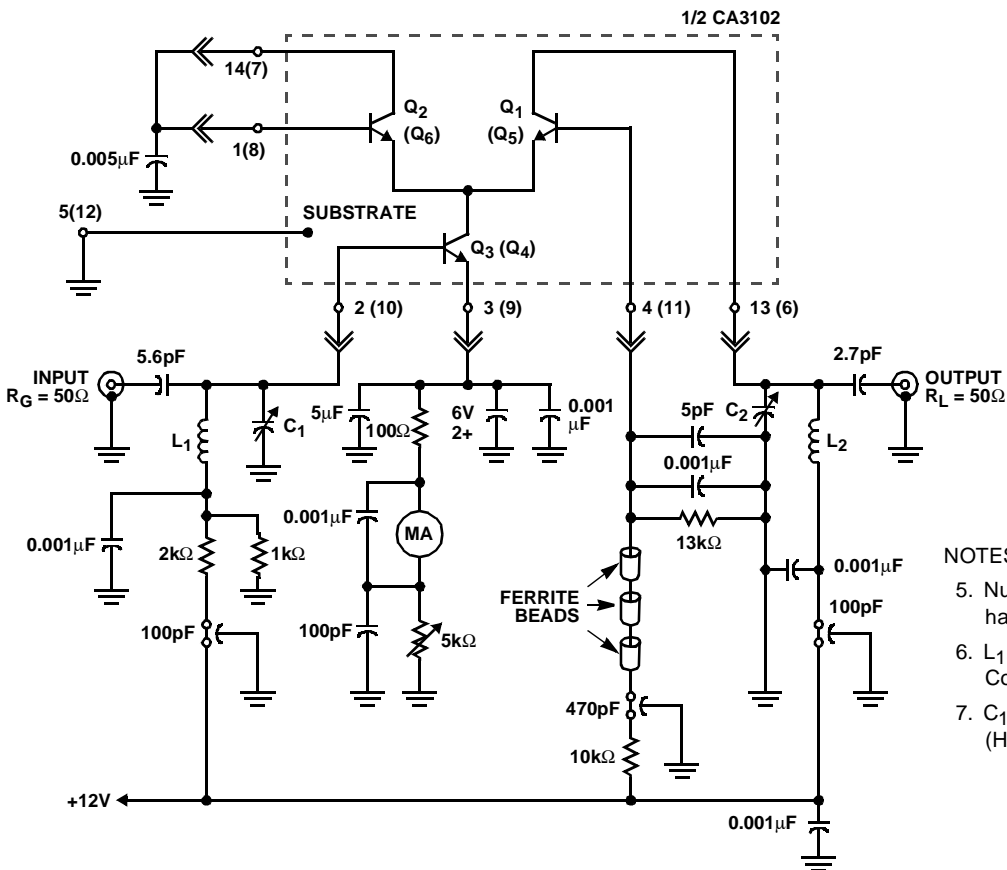 1/2 CA3102
14(7)
Q2
(Q6)
Q1
(Q5)
1(8)
0.005μF
5(12)
SUBSTRATE
Q3 (Q4)
2 (10)
3 (9)
4 (11)
13 (6)
5.6pF
2.7pF
INPUT
RG = 50Ω
OUTPUT
RL = 50Ω
C1
5μF
100Ω
6V
2+
0.001
μF
5pF
C2
L1
L2
0.001μF
0.001μF
2kΩ
1kΩ
0.001μF
MA
13kΩ
0.001μF
FERRITE
BEADS
100pF
100pF
5kΩ
100pF
470pF
10kΩ
+12V
0.001μF
NOTES
5. Nu
ha
6. L1
Co
7. C1
(H